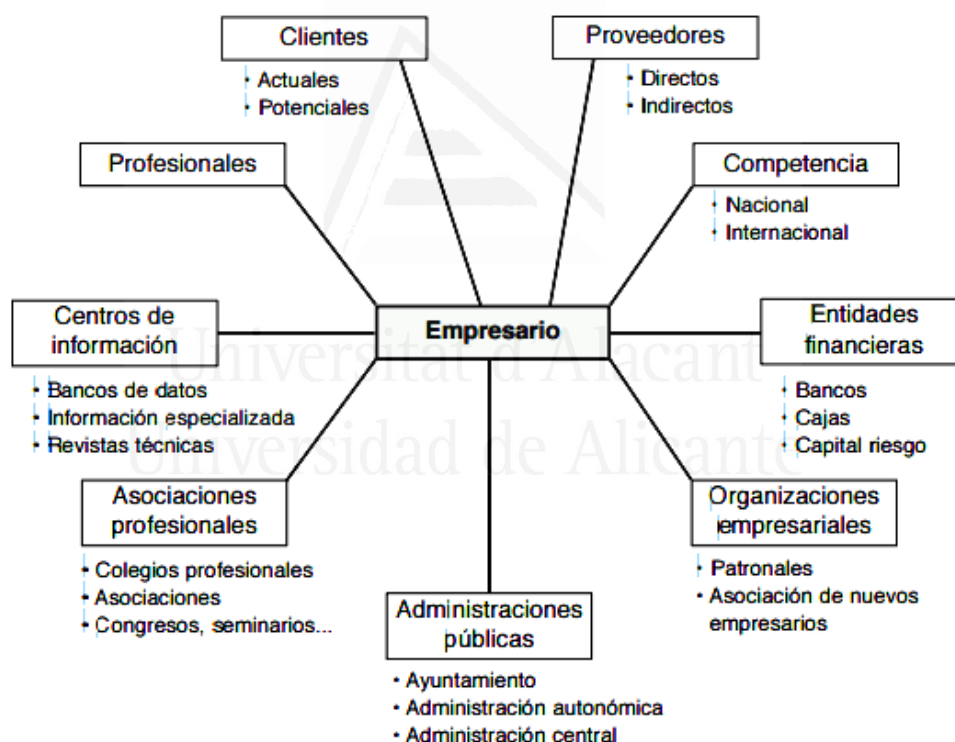 Clientes
• Actuales
• Potenciales
Proveedores
• Directos
• Indirectos
Profesionales
Competencia
• Nacional
• Internacional
Centros de
información
• Bancos de datos
• Información especializada
• Revistas técnicas
Empresario
Entidades
financieras
• Bancos
• Cajas
• Capital riesgo
Universitat d'Alacant
Universidad de Alicante
Asociaciones
profesionales
• Colegios profesionales
• Asociaciones
• Congresos, seminarios...
Administraciones
públicas
• Ayuntamiento
• Administración autonómica
• Administración central
Organizaciones
empresariales
• Patronales
• Asociación de nuevos
empresarios